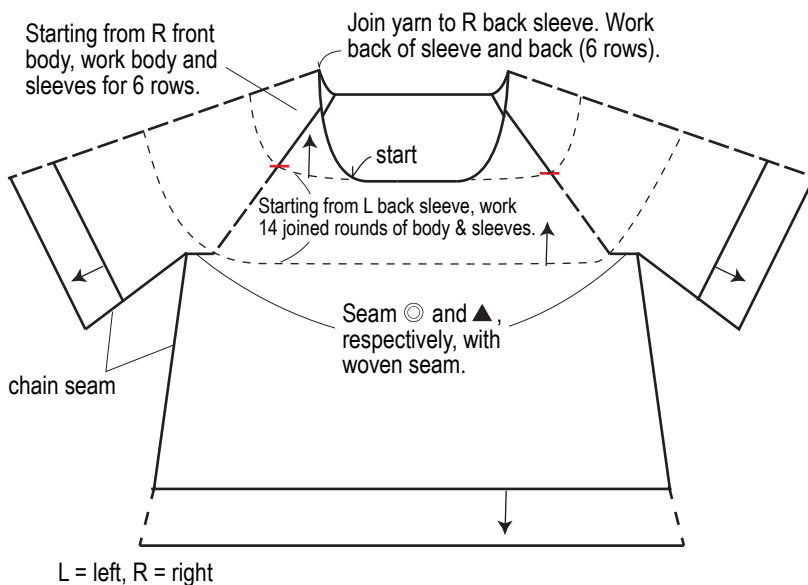 Starting from R front
body, work body and
sleeves for 6 rows.
Join yarn to R back sleeve. Work
back of sleeve and back (6 rows).
start
Starting from L back sleeve, work
14 joined rounds of body & sleeves.
Seam ◎ and ▲,
respectively, with
woven seam.
chain seam
L = left, R = right